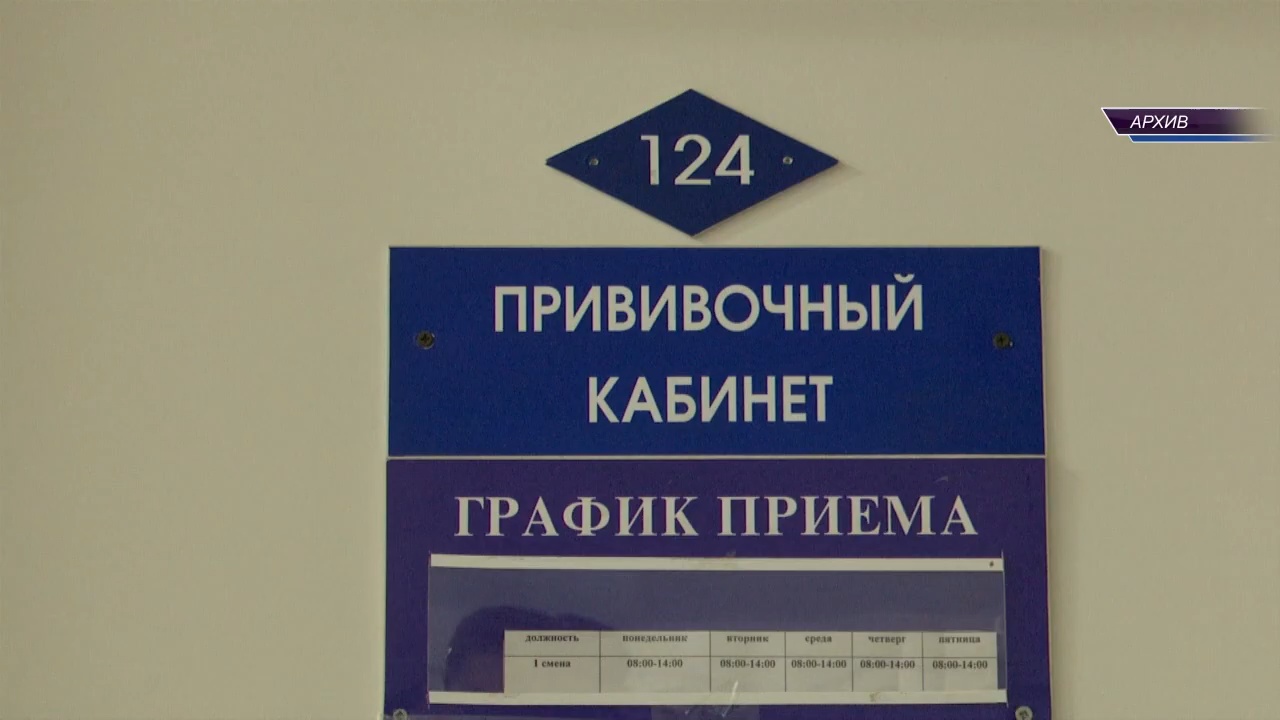 АРХИВ
124
ПРИВИВОЧНЫЙ
КАБИНЕТ
ГРАФИК ПРИЕМА
должность понедельник вторник среда четверг пятница
1 смена 08:00-14:00 08:00-14:00 08:00-14:00 08:00-14:00 08:00-14:00